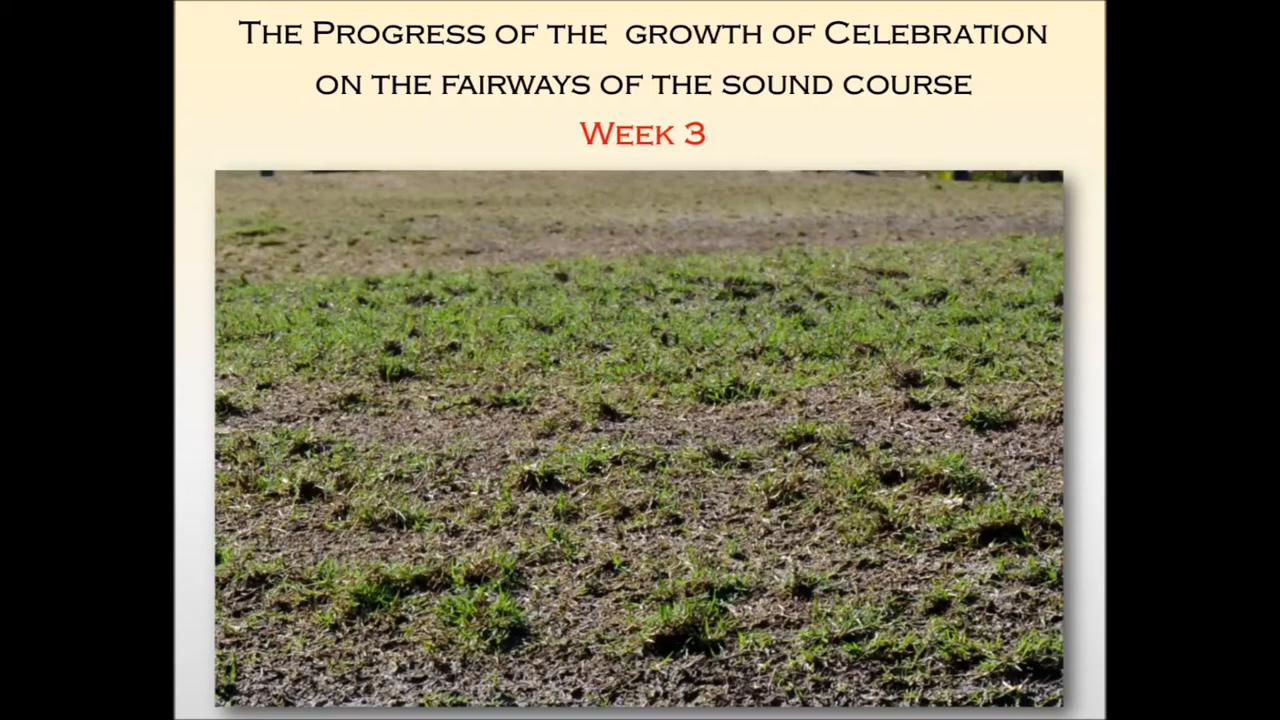 The Progress of the growth of Celebration
on the fairways of the sound course
Week 3